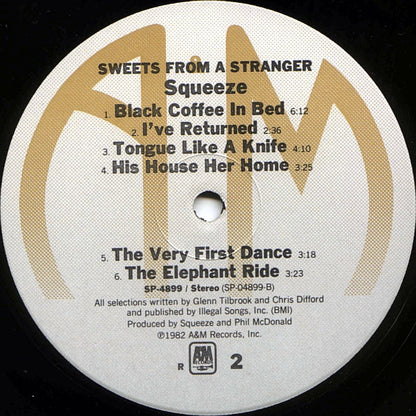 SWEETS FROM A STRANGER
Squeeze
1. Black Coffee In Bed 6:12
2. I've Returned 2:36
3. Tongue Like A Knife 4:10
4. His House Her Home 3:25
5. The Very First Dance 3:18
6. The Elephant Ride 3:23
SP-4899 / Stereo (SP-04899-B)
All selections written by Glenn Tilbrook and Chris Difford
and published by Illegal Songs, Inc. (BMI)
Produced by Squeeze and Phil McDonald
℗1982 A&M Records, Inc.
R A&M RECORDS 2